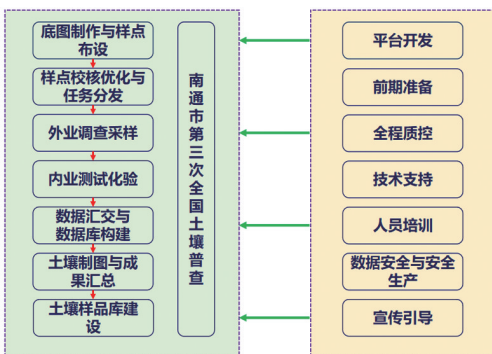 底图制作与样点
布设
样点校核优化与
任务分发
外业调查采样
内业测试化验
数据汇交与
数据库构建
土壤制图与成
果汇总
土壤样品库建
设
南通市第三次全国土壤普查
平台开发
前期准备
全程质控
技术支持
人员培训
数据安全与安全
生产
宣传引导